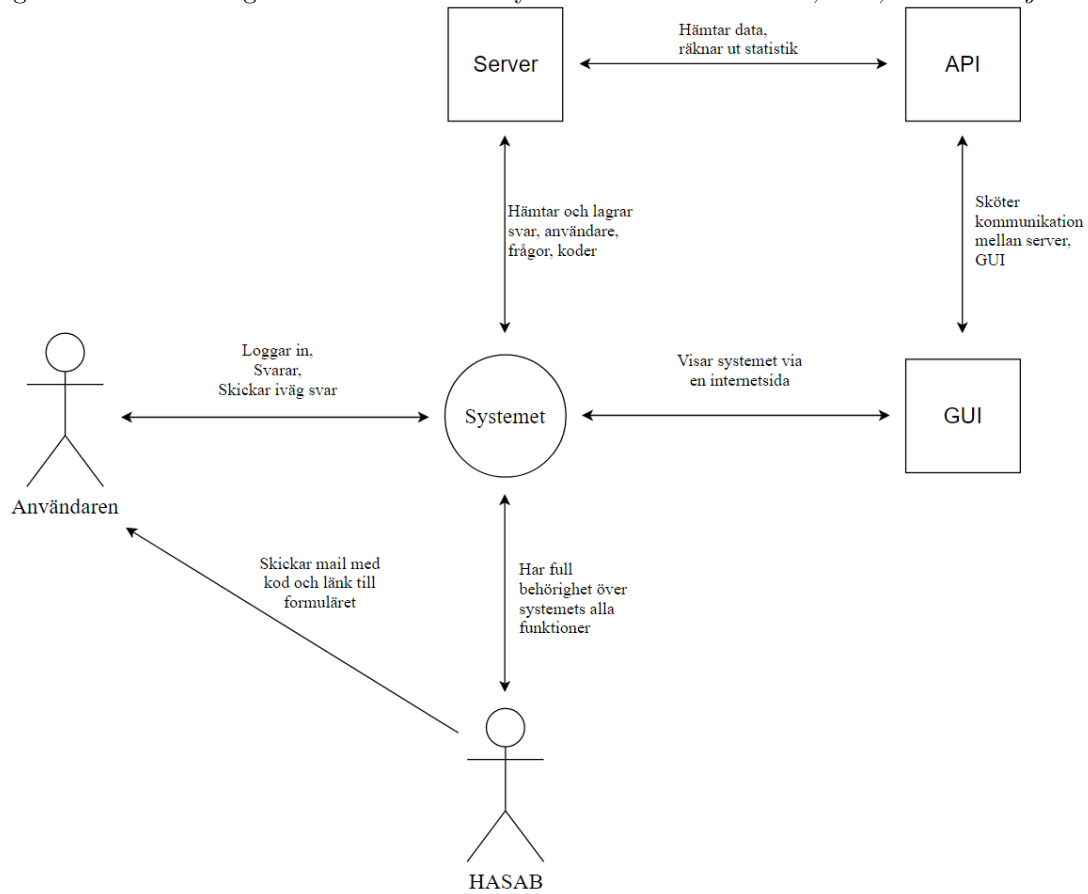 Hämtar data,
räknar ut statistik
Server
API
Hämtar och lagrar
svar, användare,
frågor, koder
Sköter
kommunikation
mellan server,
GUI
Loggar in,
Svarar,
Skickar iväg svar
Visar systemet via
en internetsida
Systemet
GUI
Användaren
Skickar mail med
kod och länk till
formuläret
Har full
behörighet över
systemets alla
funktioner
HASAB